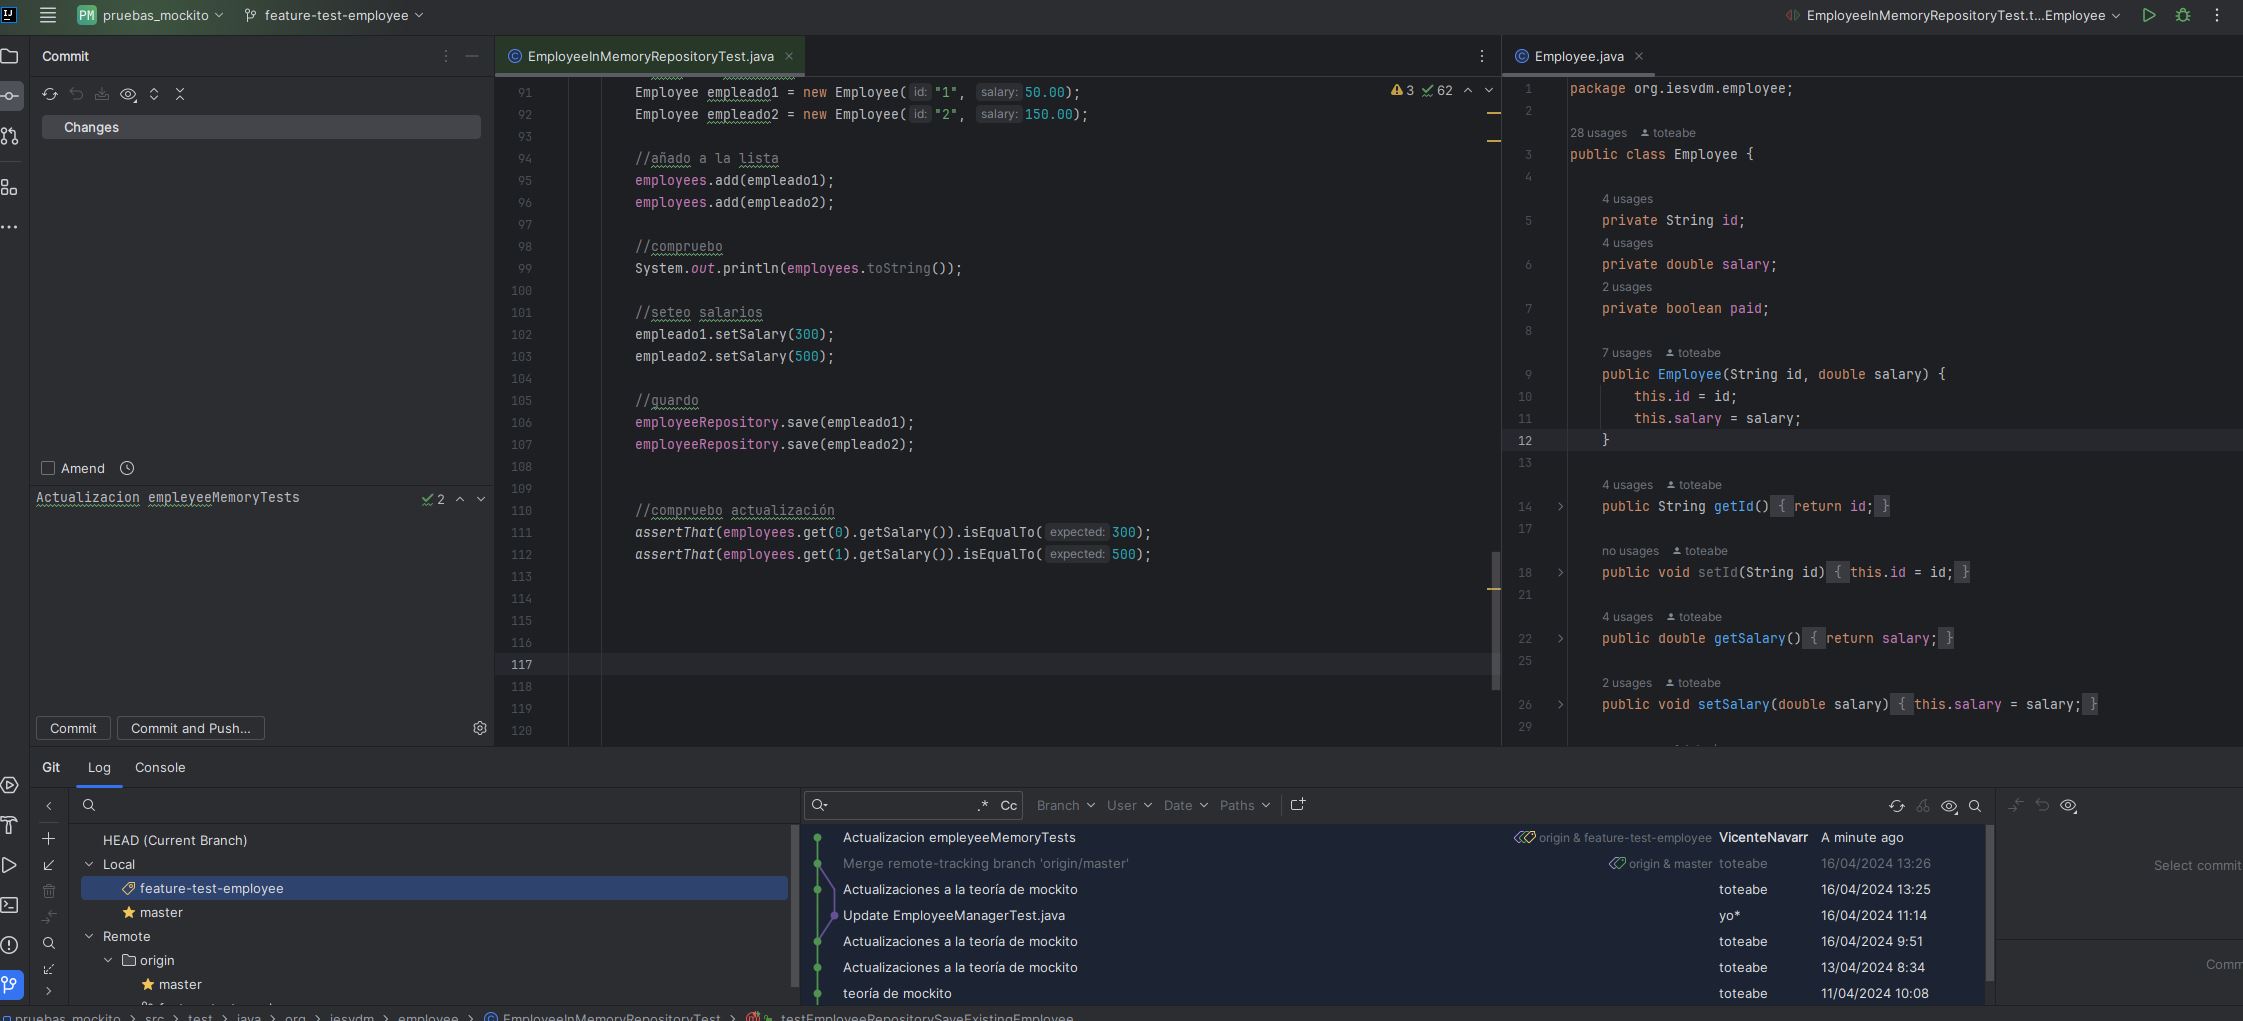 PM pruebas_mockito feature-test-employee EmployeeInMemoryRepositoryTest.t...Employee
Commit
Changes
Amend
Actualizacion empleyeeMemoryTests 2
Commit Commit and Push...
EmployeeInMemoryRepositoryTest.java
3 62
91 Employee empleado1 = new Employee( id: "1", salary: 50.00);
92 Employee empleado2 = new Employee( id: "2", salary: 150.00);
93
94 //añado a la lista
95 employees.add(empleado1);
96 employees.add(empleado2);
97
98 //compruebo
99 System.out.println(employees.toString());
100
101 //seteo salarios
102 empleado1.setSalary(300);
103 empleado2.setSalary(500);
104
105 //guardo
106 employeeRepository.save(empleado1);
107 employeeRepository.save(empleado2);
108
109
110 //compruebo actualización
111 assertThat(employees.get(0).getSalary()).isEqualTo( expected: 300);
112 assertThat(employees.get(1).getSalary()).isEqualTo( expected: 500);
113
114
115
116
117
118
119
120
Employee.java
1 package org.iesvdm.employee;
2
28 usages toteabe
3 public class Employee {
4
4 usages
5 private String id;
4 usages
6 private double salary;
2 usages
7 private boolean paid;
8
7 usages toteabe
9 public Employee(String id, double salary) {
10 this.id = id;
11 this.salary = salary;
12 }
13
4 usages toteabe
14 public String getId() { return id; }
17
no usages toteabe
18 public void setId(String id) { this.id = id; }
21
4 usages toteabe
22 public double getSalary() { return salary; }
25
2 usages toteabe
26 public void setSalary(double salary) { this.salary = salary; }
29
Git Log Console
HEAD (Current Branch)
Local
feature-test-employee
master
Remote
origin
master
.* Cc Branch User Date Paths
Actualizacion empleyeeMemoryTests origin & feature-test-employee VicenteNavarr A minute ago
Merge remote-tracking branch 'origin/master' origin & master toteabe 16/04/2024 13:26
Actualizaciones a la teoría de mockito toteabe 16/04/2024 13:25
Update EmployeeManagerTest.java yo* 16/04/2024 11:14
Actualizaciones a la teoría de mockito toteabe 16/04/2024 9:51
Actualizaciones a la teoría de mockito toteabe 13/04/2024 8:34
teoría de mockito toteabe 11/04/2024 10:08
Select commit
Comm
pruebas_mockito > src > test > java > org > iesvdm > employee > EmployeeInMemoryRepositoryTest > testEmployeeRepositorySaveExistingEmployee